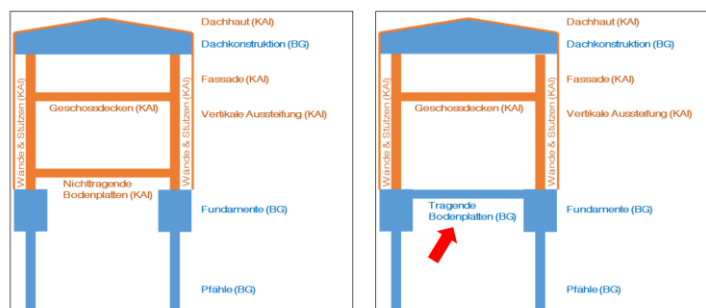 Dachhaut (KAI)
Dachkonstruktion (BG)
Fassade (KAI)
Wände & Stützen (KAI)
Wände & Stützen (KAI)
Geschossdecken (KAI)
Vertikale Aussteifung (KAI)
Nichttragende
Bodenplatten (KAI)
Fundamente (BG)
Pfähle (BG)
Dachhaut (KAI)
Dachkonstruktion (BG)
Fassade (KAI)
Wände & Stützen (KAI)
Wände & Stützen (KAI)
Geschossdecken (KAI)
Vertikale Aussteifung (KAI)
Tragende
Bodenplatten (BG)
Fundamente (BG)
Pfähle (BG)